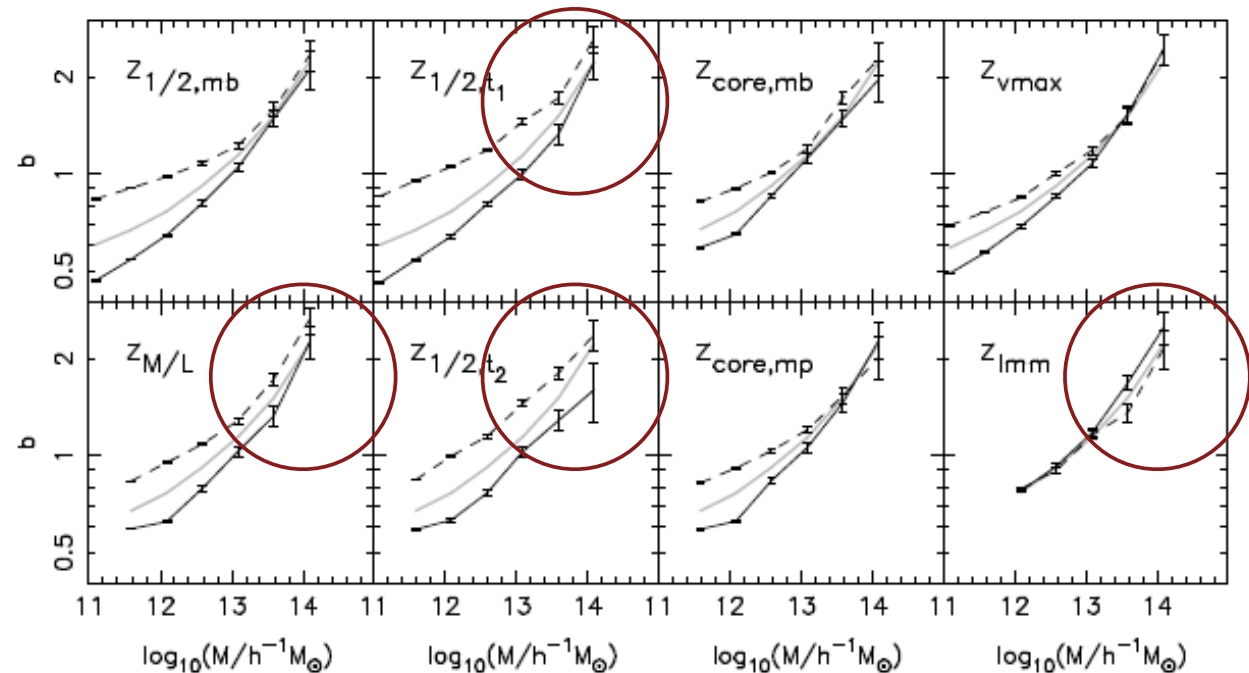 Z1/2,mb Z1/2,t1 Zcore,mb Zvmax
b
2
1
0.5
11
ZM/L Z1/2,t2 Zcore,mp Zlmm
b
2
1
0.5
11 12 13 14 11 12 13 14 11 12 13 14 11 12 13 14
log10(M/h−1M⊙) log10(M/h−1M⊙) log10(M/h−1M⊙) log10(M/h−1M⊙)